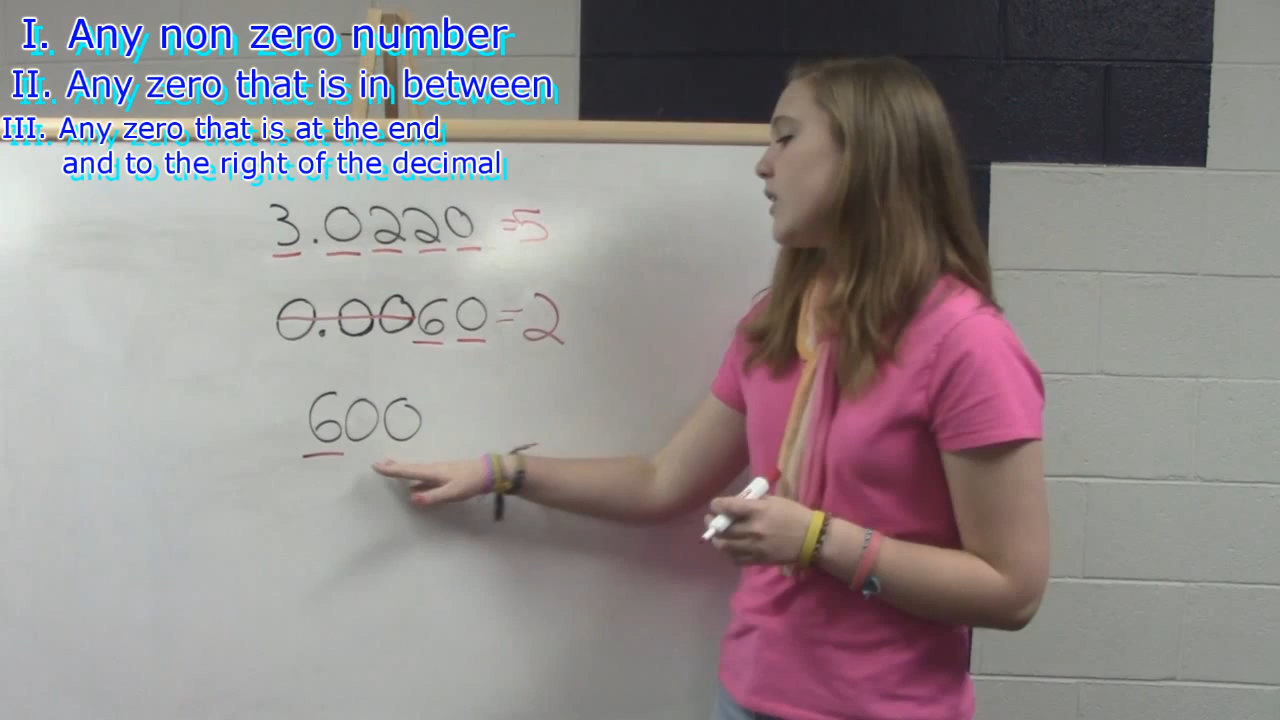 I. Any non zero number
II. Any zero that is in between
III. Any zero that is at the end
and to the right of the decimal
3.0220 =5
0.0060=2
600